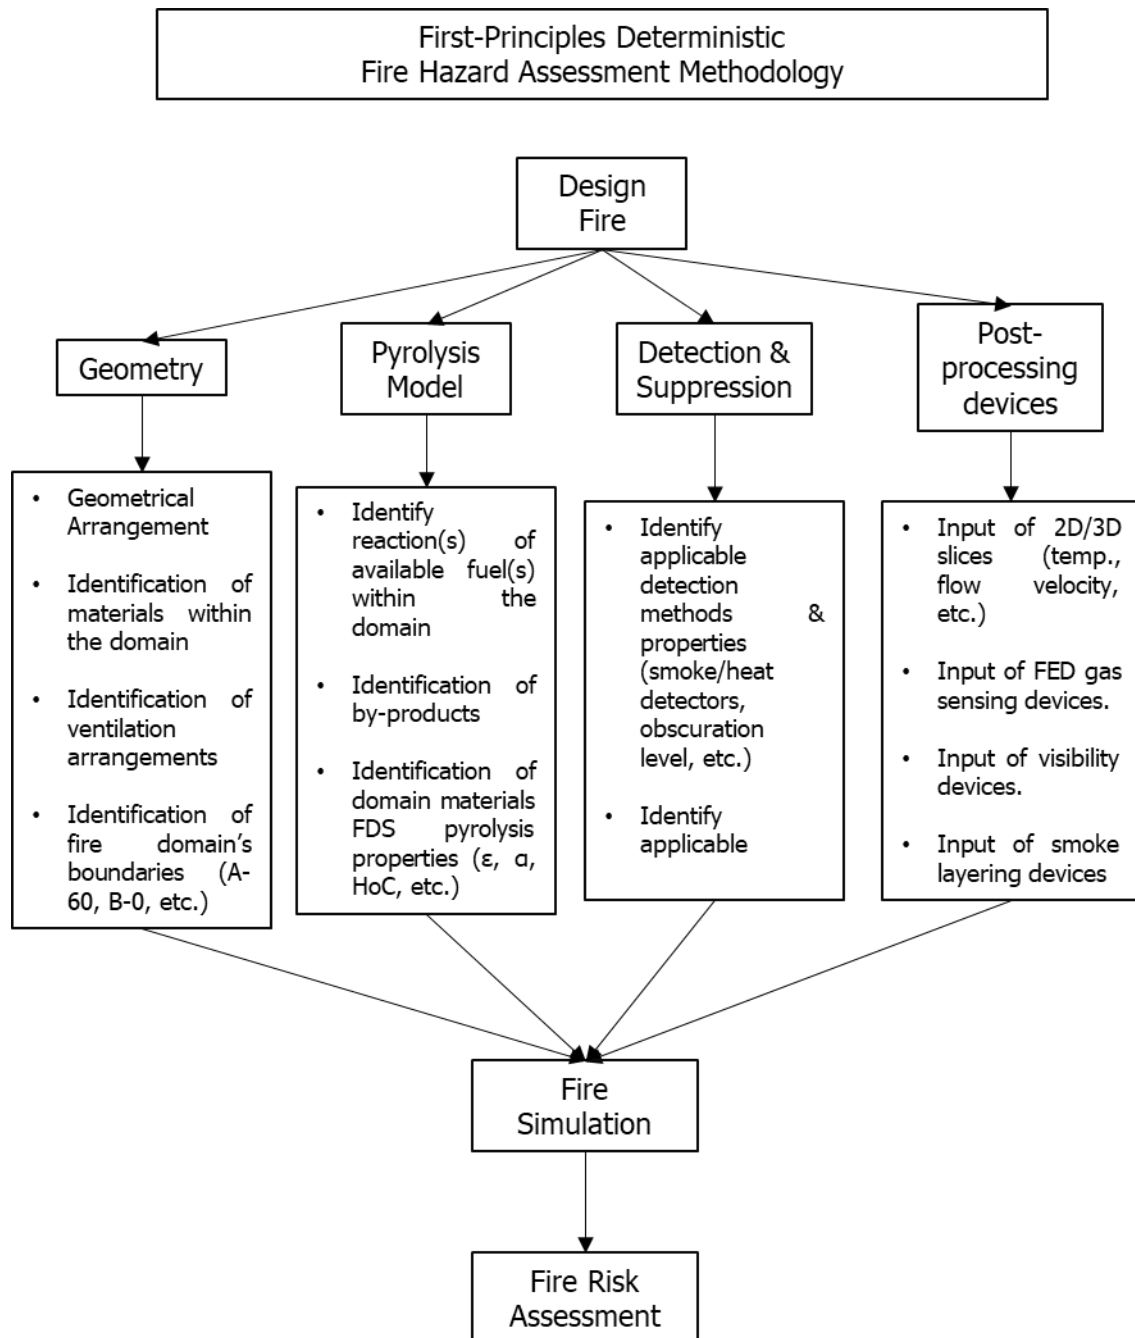 First-Principles Deterministic
Fire Hazard Assessment Methodology
Design
Fire
Geometry
Pyrolysis
Model
Detection &
Suppression
Post-
processing
devices
• Geometrical
Arrangement
• Identification of
materials within
the domain
• Identification of
ventilation
arrangements
• Identification of
fire domain’s
boundaries (A-
60, B-0, etc.)
• Identify
reaction(s) of
available fuel(s)
within the
domain
• Identification of
by-products
• Identification of
domain materials
FDS pyrolysis
properties (ε, α,
HoC, etc.)
• Identify
applicable
detection
methods &
properties
(smoke/heat
detectors,
obscuration
level, etc.)
• Identify
applicable
• Input of 2D/3D
slices (temp.,
flow velocity,
etc.)
• Input of FED gas
sensing devices.
• Input of visibility
devices.
• Input of smoke
layering devices
Fire
Simulation
Fire Risk
Assessment